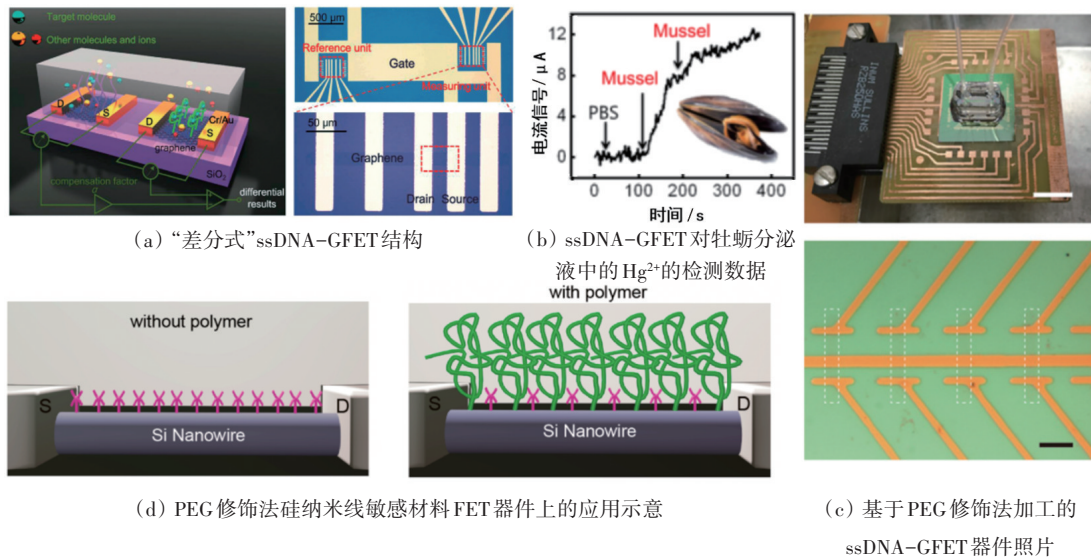 Target molecule
Other molecules and ions
D
S
D
Cr/Au
S
graphene
SiO₂
compensation factor
differential
results
500 μm
Reference unit
Gate
Measuring unit
50 μm
Graphene
Drain Source
电流信号 / μA
12
8
4
0
PBS
Mussel
Mussel
0 100 200 300 400
时间 / s
(a) “差分式”ssDNA-GFET结构
(b) ssDNA-GFET对牡蛎分泌
液中的Hg²⁺的检测数据
without polymer
S
D
Si Nanowire
with polymer
S
D
Si Nanowire
(d) PEG修饰法硅纳米线敏感材料FET器件上的应用示意
(c) 基于PEG修饰法加工的
ssDNA-GFET器件照片